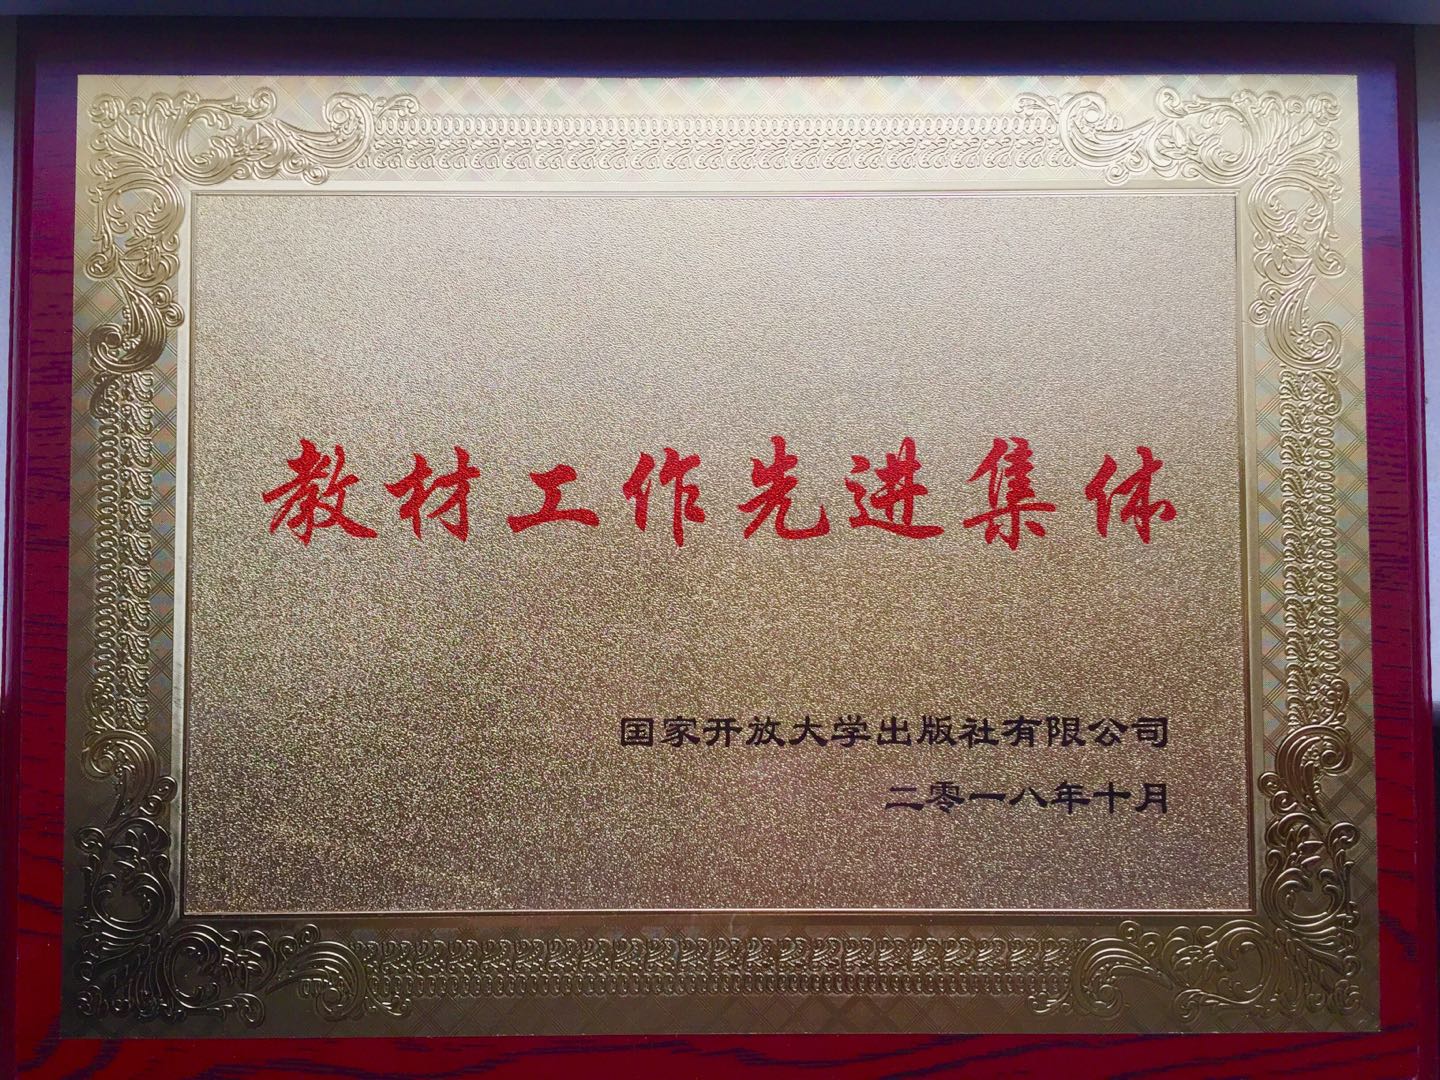 教材工作先进集体
国家开放大学出版社有限公司
二零一八年十月